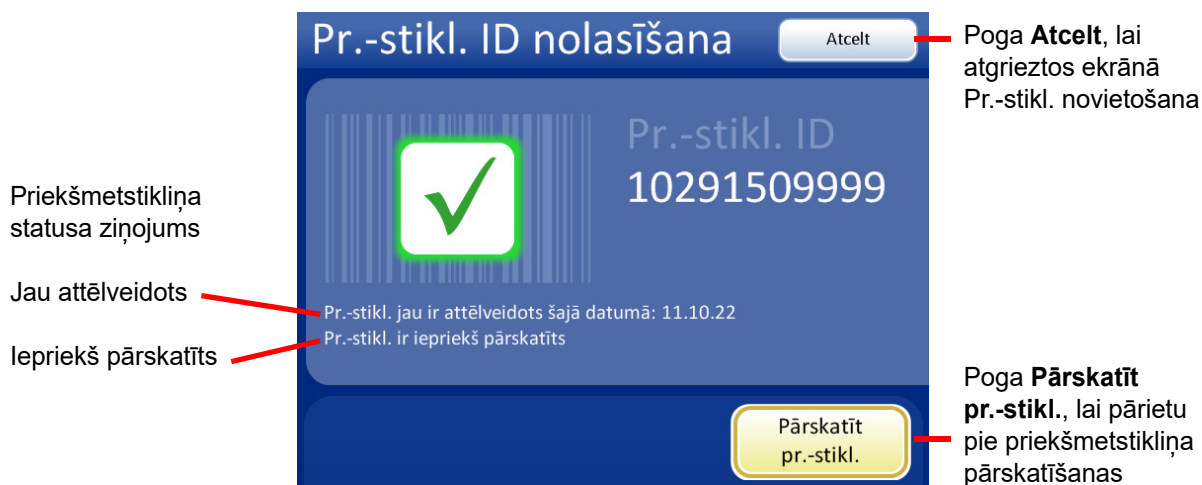 Pr.-stikl. ID nolasīšana
Atcelt
Poga Atcelt, lai
atgrieztos ekrānā
Pr.-stikl. novietošana
Pr.-stikl. ID
10291509999
Priekšmetstikliņa
statusa ziņojums
Jau attēlveidots
Iepriekš pārskatīts
Pr.-stikl. jau ir attēlveidots šajā datumā: 11.10.22
Pr.-stikl. ir iepriekš pārskatīts
Pārskatīt
pr.-stikl.
Poga Pārskatīt
pr.-stikl., lai pārietu
pie priekšmetstikliņa
pārskatīšanas